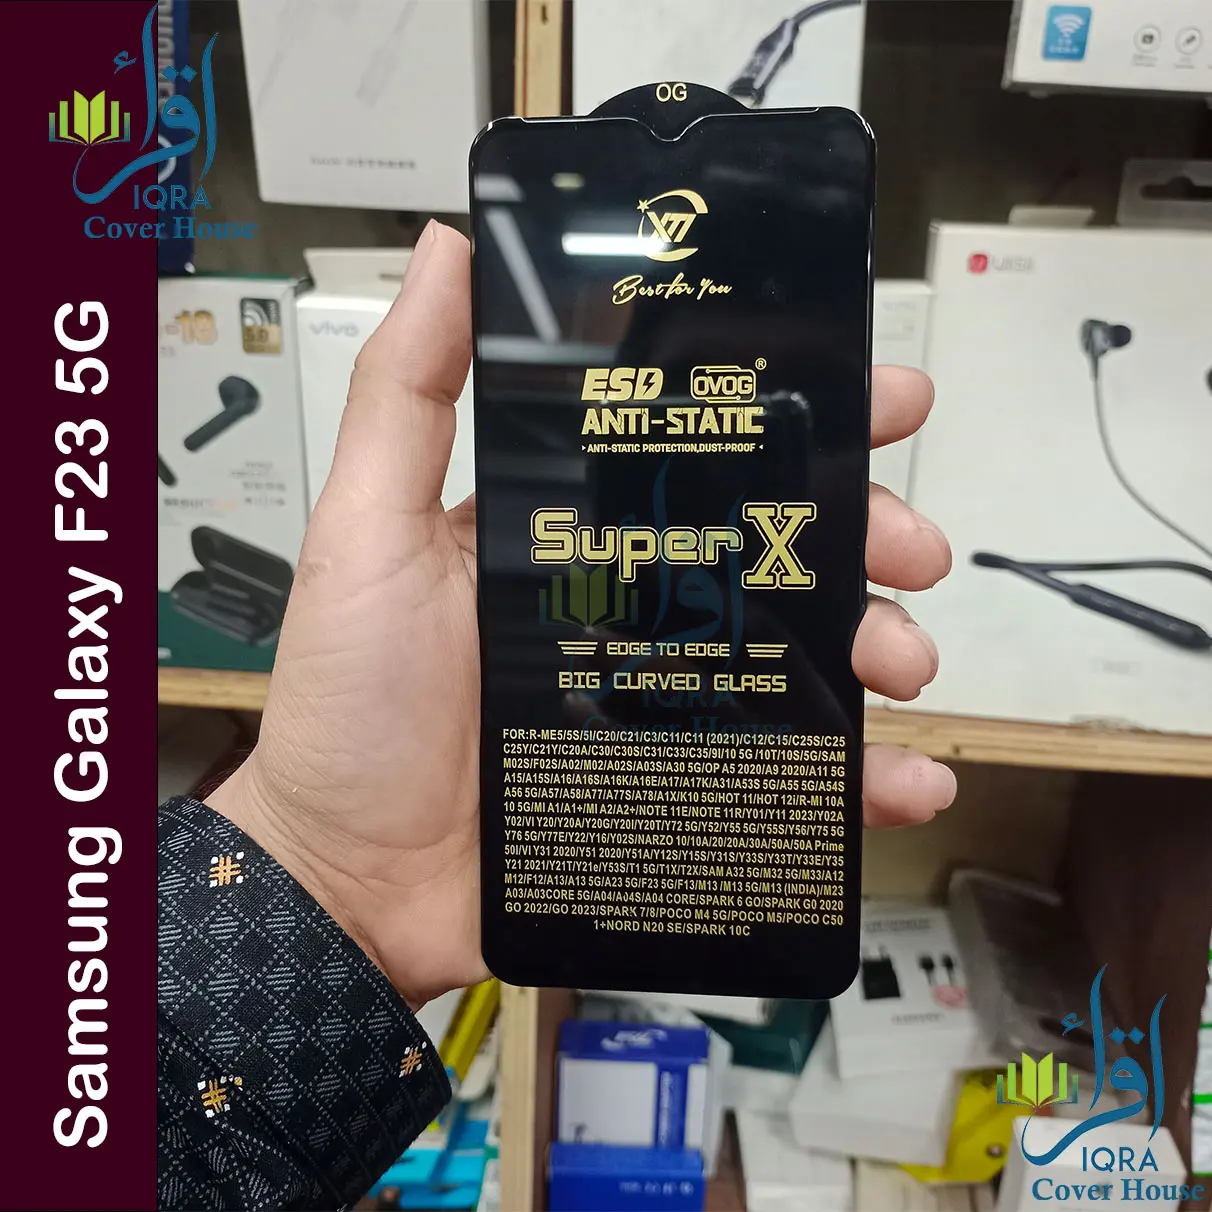 اقرأ
IQRA
Cover House
Samsung Galaxy F23 5G
OG
Best for You
ESD OVOG®
ANTI-STATIC
ANTI-STATIC PROTECTION,DUST-PROOF
Super X
EDGE TO EDGE
BIG CURVED GLASS
FOR:R-ME5/5S/5I/C20/C21/C3/C11/C11 (2021)/C12/C15/C25S/C25
C25Y/C21Y/C20A/C30/C30S/C31/C33/C35/9I/10 5G /10T/10S/5G/SAM
M02S/F02S/A02/M02/A02S/A03S/A30 5G/OP A5 2020/A9 2020/A11 5G
A15/A15S/A16/A16S/A16K/A16E/A17/A17K/A31/A53S 5G/A55 5G/A54S
A56 5G/A57/A58/A77/A77S/A78/A1X/K10 5G/HOT 11/HOT 12i/R-MI 10A
10 5G/MI A1/A1+/MI A2/A2+/NOTE 11E/NOTE 11R/Y01/Y11 2023/Y02A
Y02/VI Y20/Y20A/Y20G/Y20I/Y20T/Y72 5G/Y52/Y55 5G/Y55S/Y56/Y75 5G
Y76 5G/Y77E/Y22/Y16/Y02S/NARZO 10/10A/20/20A/30A/50A/50A Prime
50I/VI Y31 2020/Y51 2020/Y51A/Y12S/Y15S/Y31S/Y33S/Y33T/Y33E/Y35
Y21 2021/Y21T/Y21e/Y53S/T1 5G/T1X/T2X/SAM A32 5G/M32 5G/M33/A12
M12/F12/A13/A13 5G/A23 5G/F23 5G/F13/M13 /M13 5G/M13 (INDIA)/M23
A03/A03CORE 5G/A04/A04S/A04 CORE/SPARK 6 GO/SPARK G0 2020
GO 2022/GO 2023/SPARK 7/8/POCO M4 5G/POCO M5/POCO C50
1+NORD N20 SE/SPARK 10C
اقرأ
IQRA
Cover House
vivo
5.0
اقرأ
IQRA
Cover House